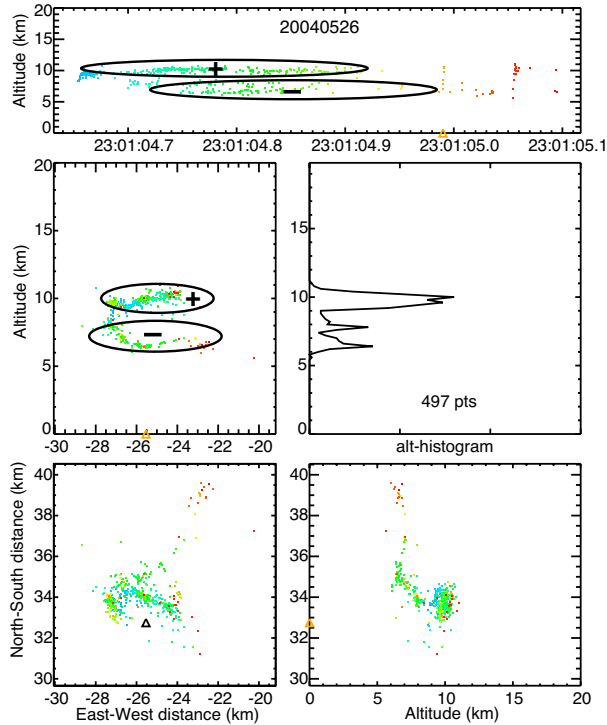 20040526
Altitude (km)
20
15
10
5
0
23:01:04.7 23:01:04.8 23:01:04.9 23:01:05.0 23:01:05.1
+
−
Altitude (km)
20
15
10
5
0
+
−
-30 -28 -26 -24 -22 -20
20
15
10
5
0
497 pts
alt-histogram
North-South distance (km)
40
38
36
34
32
30
-30 -28 -26 -24 -22 -20
East-West distance (km)
40
38
36
34
32
30
0 5 10 15 20
Altitude (km)